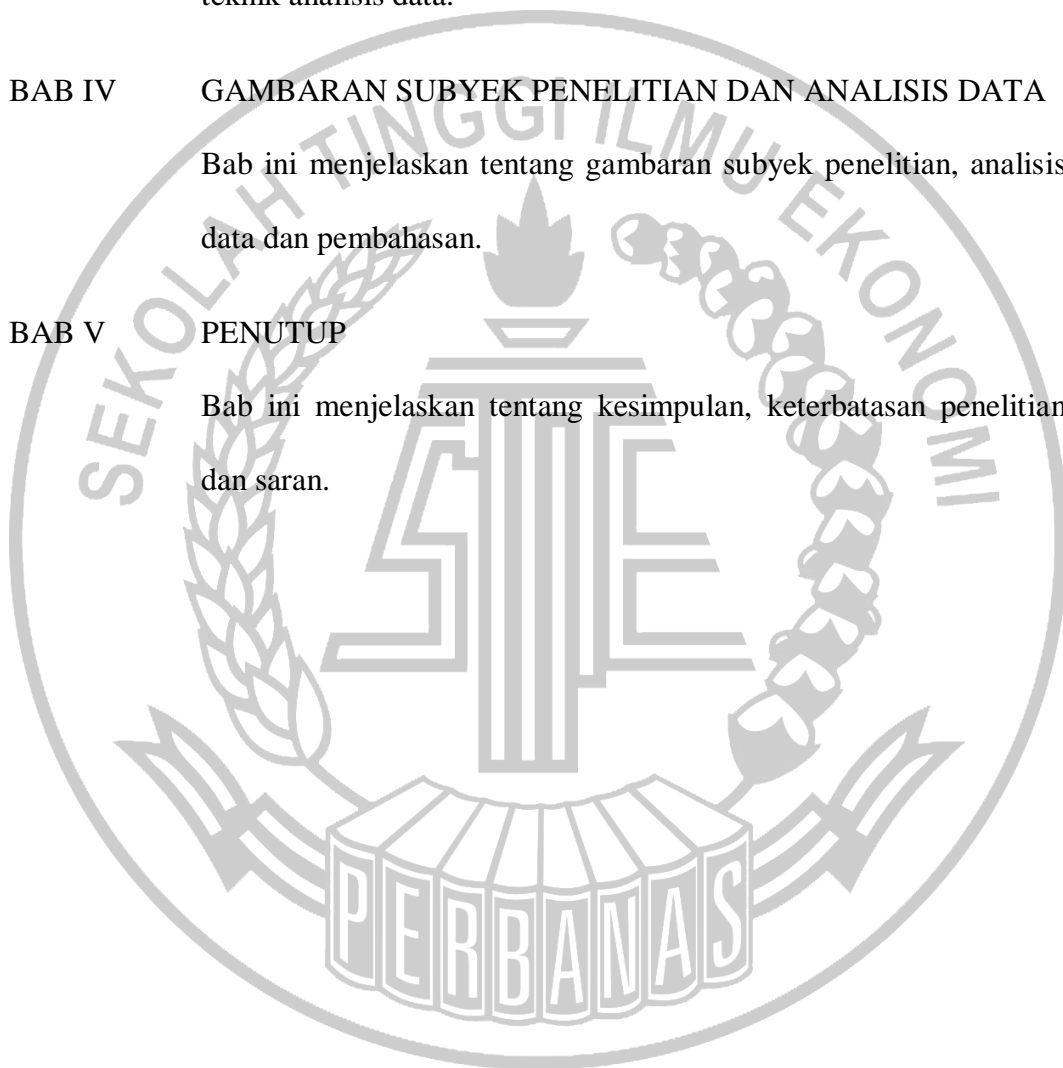 teknik analisis data.
BAB IV GAMBARAN SUBYEK PENELITIAN DAN ANALISIS DATA
Bab ini menjelaskan tentang gambaran subyek penelitian, analisis
data dan pembahasan.
BAB V PENUTUP
Bab ini menjelaskan tentang kesimpulan, keterbatasan penelitian
dan saran.
SEKOLAH TINGGI ILMU EKONOMI
STIE
PERBANAS